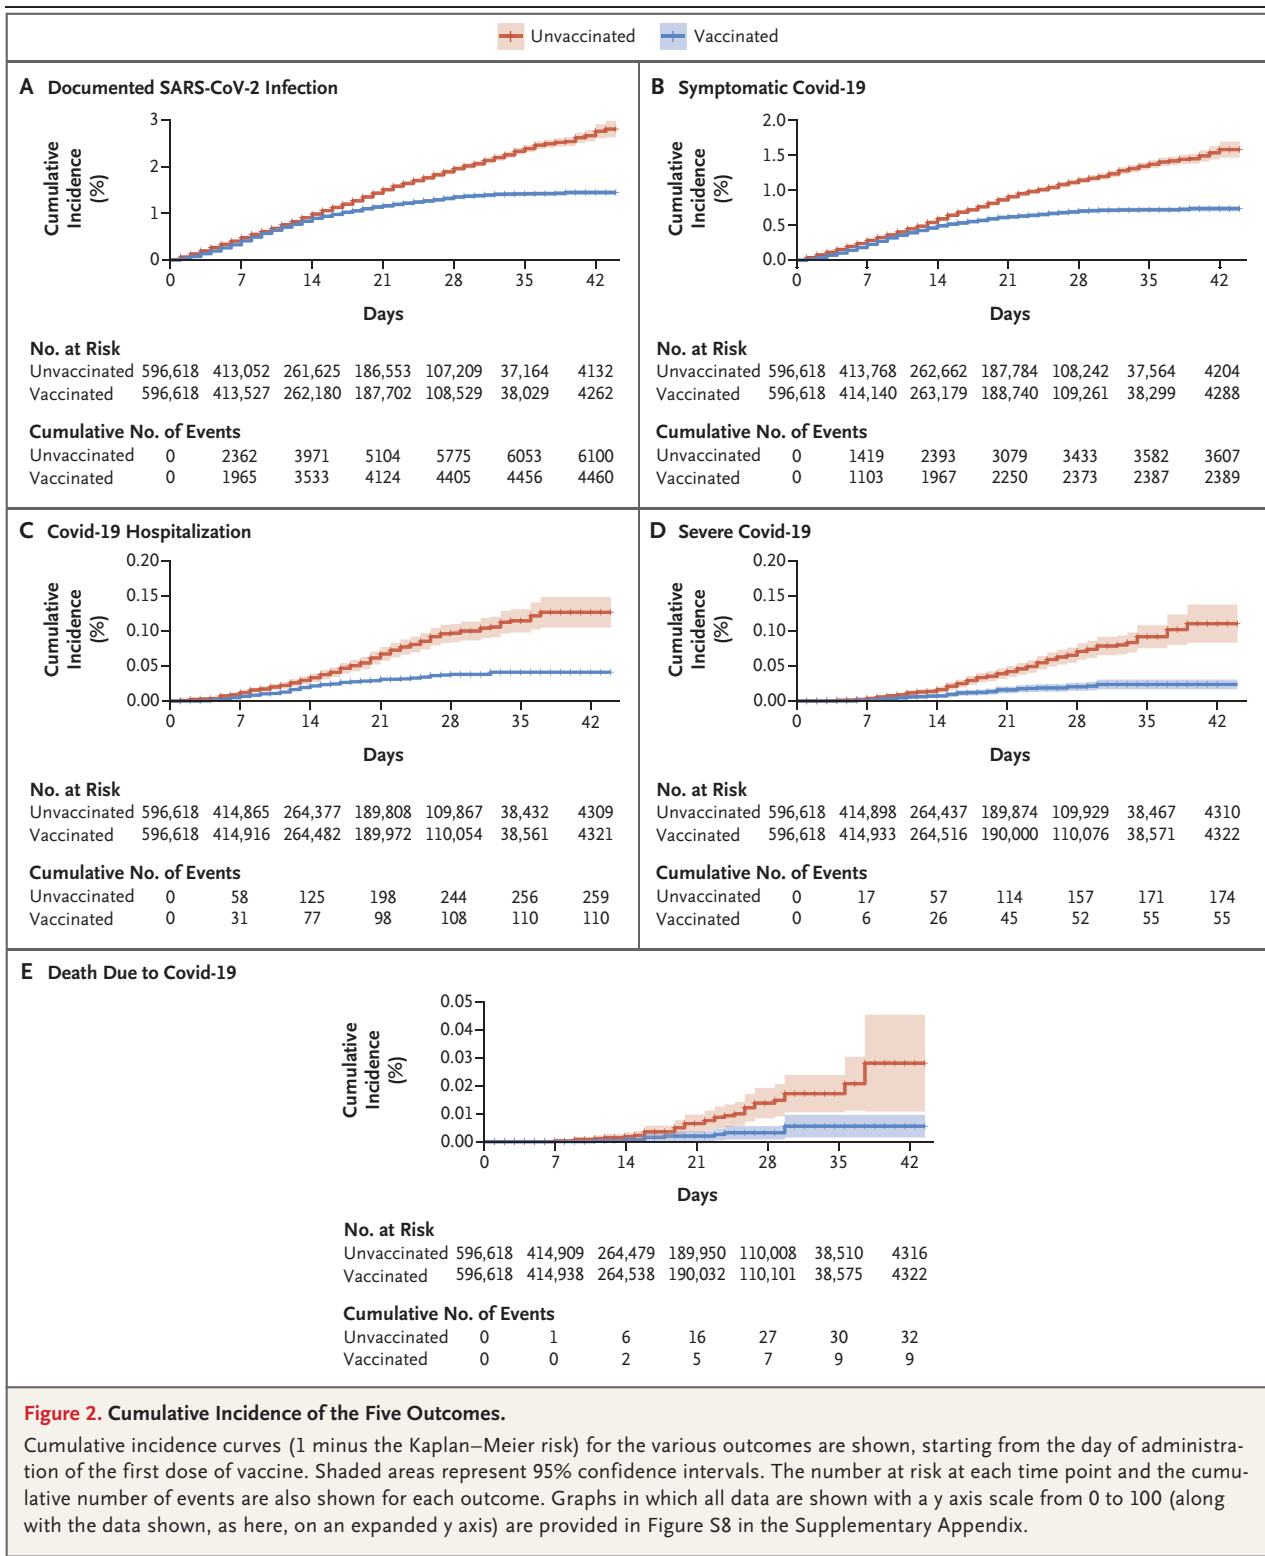 Unvaccinated Vaccinated
A Documented SARS-CoV-2 Infection
Cumulative
Incidence
(%)
3
2
1
0
0 7 14 21 28 35 42
Days
No. at Risk
Unvaccinated 596,618 413,052 261,625 186,553 107,209 37,164 4132
Vaccinated 596,618 413,527 262,180 187,702 108,529 38,029 4262
Cumulative No. of Events
Unvaccinated 0 2362 3971 5104 5775 6053 6100
Vaccinated 0 1965 3533 4124 4405 4456 4460
B Symptomatic Covid-19
Cumulative
Incidence
(%)
2.0
1.5
1.0
0.5
0.0
0 7 14 21 28 35 42
Days
No. at Risk
Unvaccinated 596,618 413,768 262,662 187,784 108,242 37,564 4204
Vaccinated 596,618 414,140 263,179 188,740 109,261 38,299 4288
Cumulative No. of Events
Unvaccinated 0 1419 2393 3079 3433 3582 3607
Vaccinated 0 1103 1967 2250 2373 2387 2389
C Covid-19 Hospitalization
Cumulative
Incidence
(%)
0.20
0.15
0.10
0.05
0.00
0 7 14 21 28 35 42
Days
No. at Risk
Unvaccinated 596,618 414,865 264,377 189,808 109,867 38,432 4309
Vaccinated 596,618 414,916 264,482 189,972 110,054 38,561 4321
Cumulative No. of Events
Unvaccinated 0 58 125 198 244 256 259
Vaccinated 0 31 77 98 108 110 110
D Severe Covid-19
Cumulative
Incidence
(%)
0.20
0.15
0.10
0.05
0.00
0 7 14 21 28 35 42
Days
No. at Risk
Unvaccinated 596,618 414,898 264,437 189,874 109,929 38,467 4310
Vaccinated 596,618 414,933 264,516 190,000 110,076 38,571 4322
Cumulative No. of Events
Unvaccinated 0 17 57 114 157 171 174
Vaccinated 0 6 26 45 52 55 55
E Death Due to Covid-19
Cumulative
Incidence
(%)
0.05
0.04
0.03
0.02
0.01
0.00
0 7 14 21 28 35 42
Days
No. at Risk
Unvaccinated 596,618 414,909 264,479 189,950 110,008 38,510 4316
Vaccinated 596,618 414,938 264,538 190,032 110,101 38,575 4322
Cumulative No. of Events
Unvaccinated 0 1 6 16 27 30 32
Vaccinated 0 0 2 5 7 9 9
Figure 2. Cumulative Incidence of the Five Outcomes.
Cumulative incidence curves (1 minus the Kaplan–Meier risk) for the various outcomes are shown, starting from the day of administra-
tion of the first dose of vaccine. Shaded areas represent 95% confidence intervals. The number at risk at each time point and the cumu-
lative number of events are also shown for each outcome. Graphs in which all data are shown with a y axis scale from 0 to 100 (along
with the data shown, as here, on an expanded y axis) are provided in Figure S8 in the Supplementary Appendix.